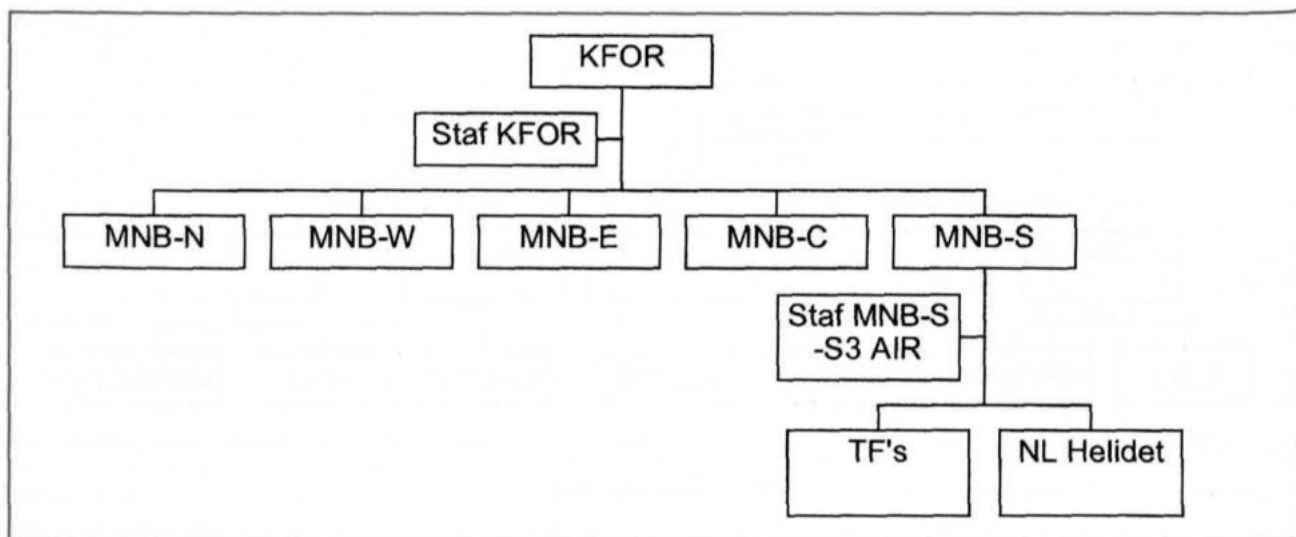 KFOR
Staf KFOR
MNB-N
MNB-W
MNB-E
MNB-C
MNB-S
Staf MNB-S
-S3 AIR
TF's
NL Helidet